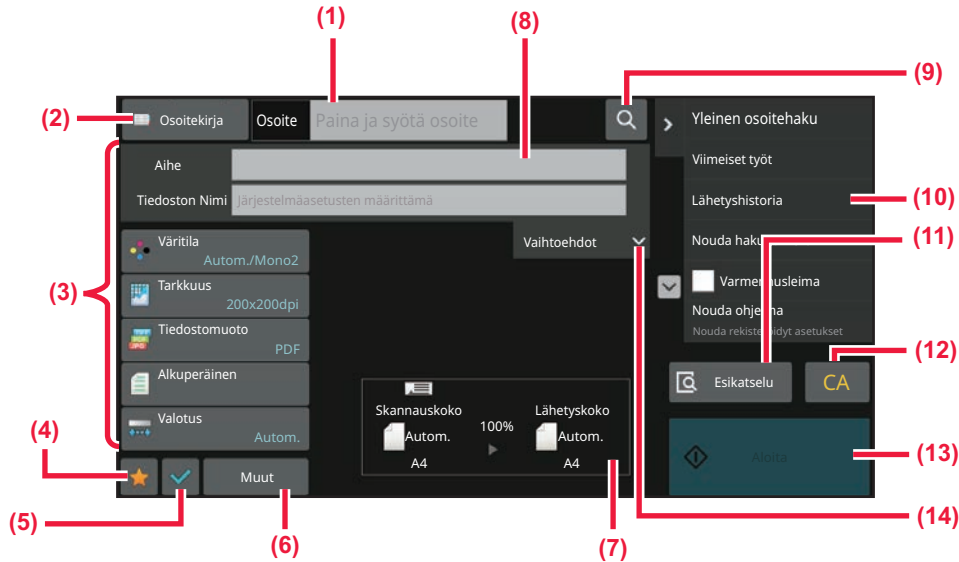 (1)
(8)
(9)
(2)
Osoitekirja
Osoite
Paina ja syötä osoite
Yleinen osoitehaku
Aihe
Viimeiset työt
Tiedoston Nimi
Järjestelmäasetusten määrittämä
Lähetyshistoria
(10)
(11)
Vaihtoehdot
Nouda haku
(3)
Väritila
Autom./Mono2
Varmennusleima
Tarkkuus
200x200dpi
Nouda ohjelma
Nouda rekisteröidyt asetukset
Tiedostomuoto
PDF
(12)
Alkuperäinen
Esikatselu
CA
Skannauskoko
Lähetyskoko
Valotus
Autom.
100%
Autom.
Autom.
A4
A4
(4)
Aloita
(13)
Muut
(5)
(6)
(7)
(14)